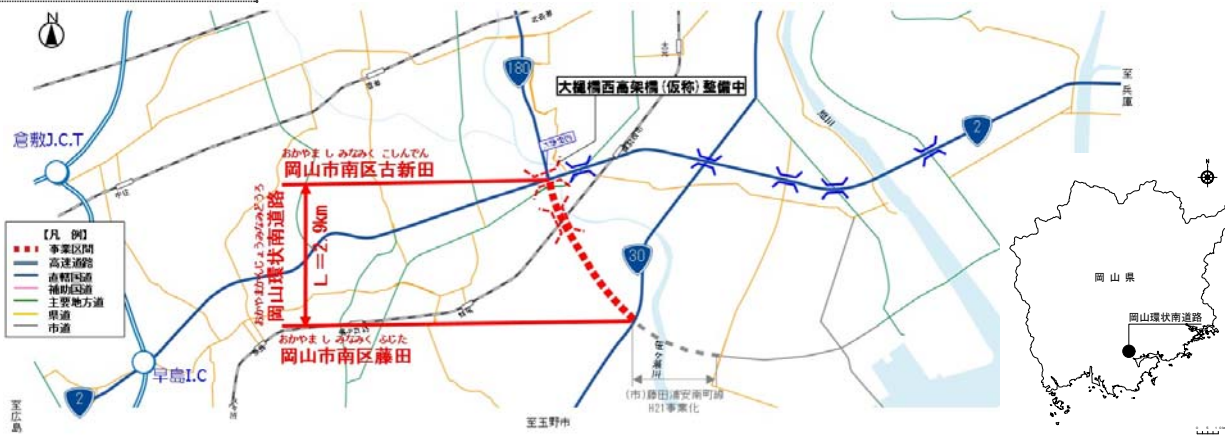 N
倉敷J.C.T
180
大樋橋西高架橋(仮称)整備中
至兵庫
2
旭川
おかやま し みなみく こしんでん
岡山市南区古新田
おかやまかんじょうみなみどうろ
岡山環状南道路
L=2.9km
おかやま し みなみく ふじた
岡山市南区藤田
30
【凡 例】
事業区間
高速道路
直轄国道
補助国道
主要地方道
県道
市道
早島I.C
2
至広島
至玉野市
笹ヶ瀬川
(市)藤田浦安南町線
H21事業化
岡山県
岡山環状南道路